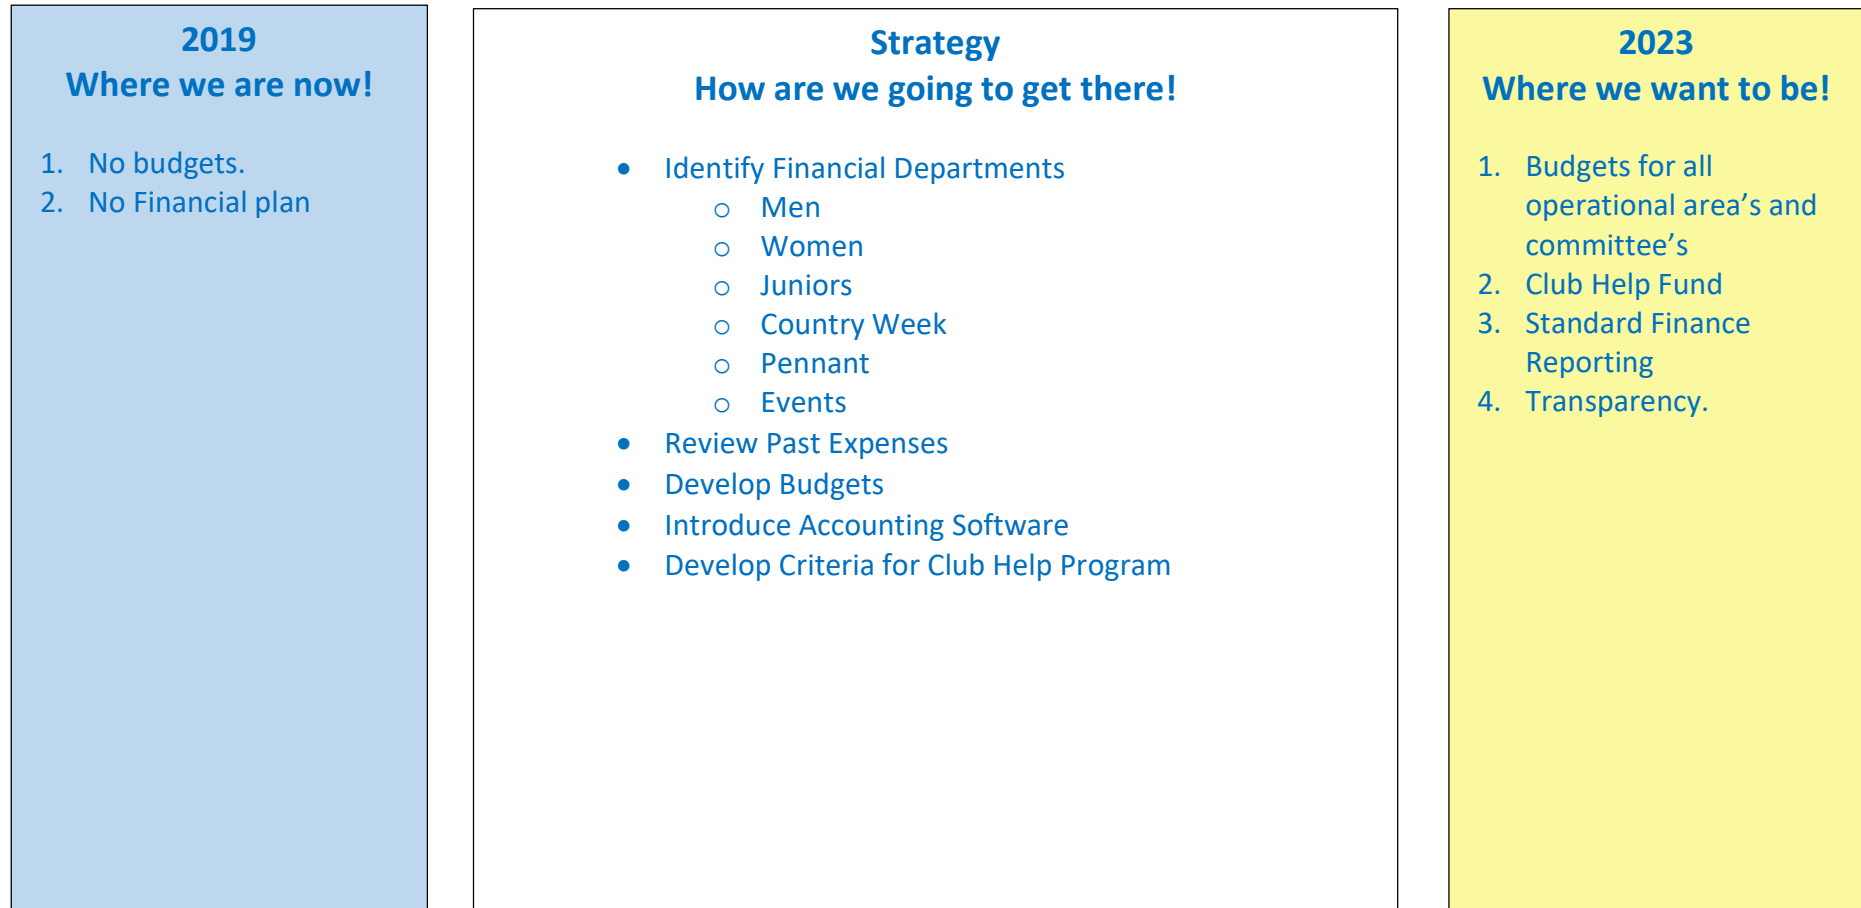 2019
Where we are now!
1. No budgets.
2. No Financial plan
Strategy
How are we going to get there!
• Identify Financial Departments
o Men
o Women
o Juniors
o Country Week
o Pennant
o Events
• Review Past Expenses
• Develop Budgets
• Introduce Accounting Software
• Develop Criteria for Club Help Program
2023
Where we want to be!
1. Budgets for all
operational area’s and
committee’s
2. Club Help Fund
3. Standard Finance
Reporting
4. Transparency.